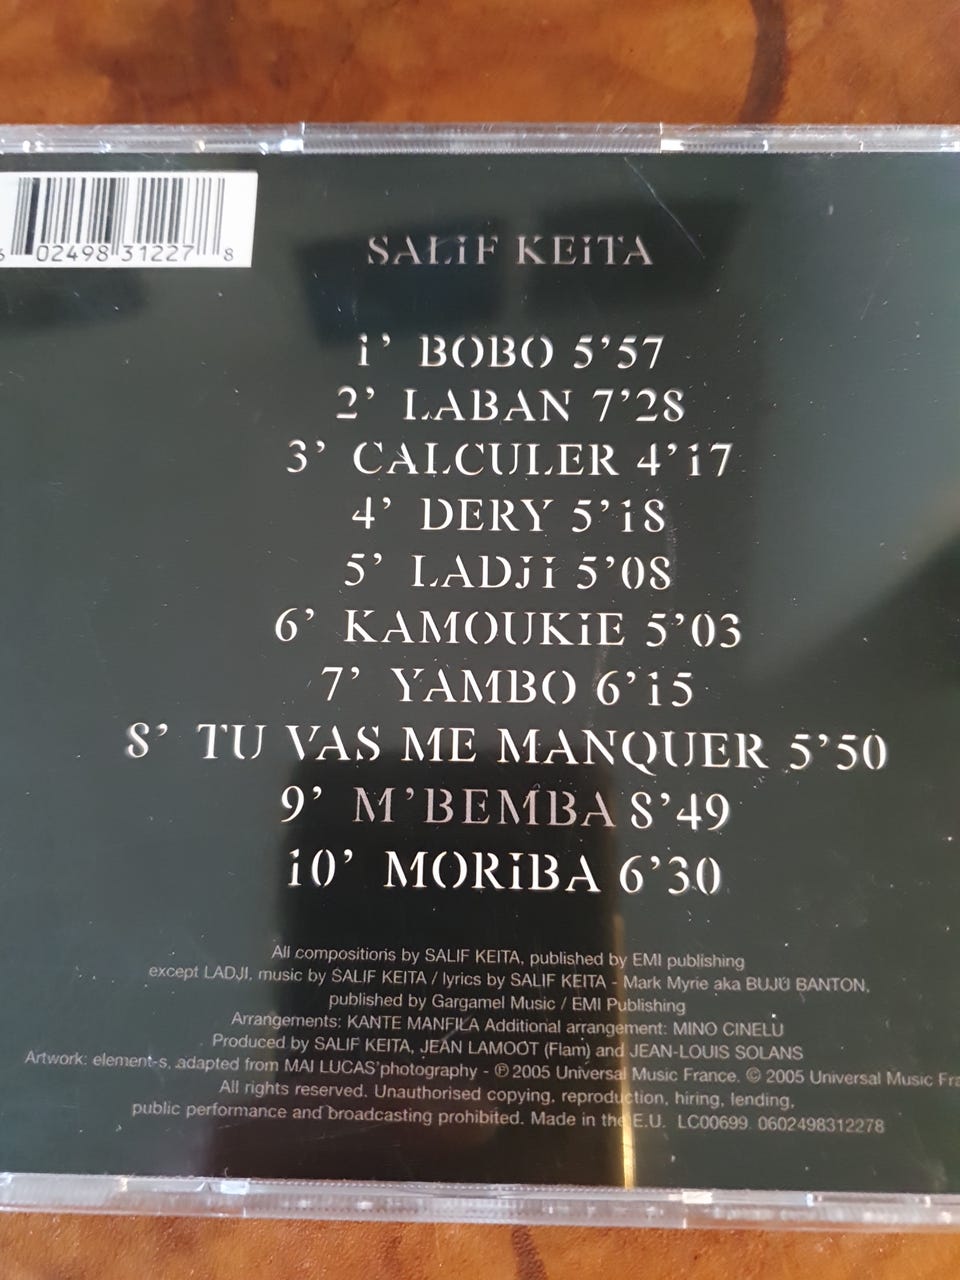 6 02498 31227 8
SALiF KEiTA
i' BOBO 5'57
2' LABAN 7'28
3' CALCULER 4'i7
4' DERY 5'i8
5' LADJi 5'08
6' KAMOUKiE 5'03
7' YAMBO 6'i5
8' TU VAS ME MANQUER 5'50
9' M'BEMBA 8'49
i0' MORiBA 6'30
All compositions by SALIF KEITA, published by EMI publishing
except LADJI, music by SALIF KEITA / lyrics by SALIF KEITA - Mark Myrie aka BUJU BANTON,
published by Gargamel Music / EMI Publishing
Arrangements: KANTE MANFILA Additional arrangement: MINO CINELU
Produced by SALIF KEITA, JEAN LAMOOT (Flam) and JEAN-LOUIS SOLANS
Artwork: element-s, adapted from MAI LUCAS'photography - ℗ 2005 Universal Music France. © 2005 Universal Music Fra
All rights reserved. Unauthorised copying, reproduction, hiring, lending,
public performance and broadcasting prohibited. Made in the E.U. LC00699 0602498312278